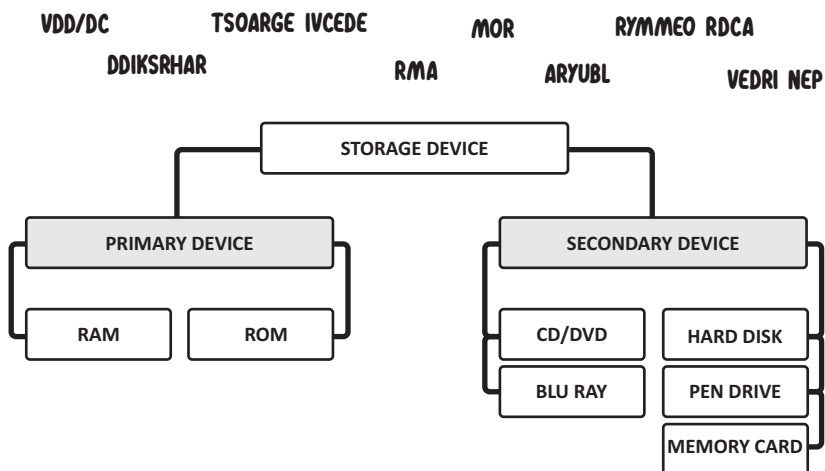 VDD/DC TSOARGE IVCEDE MOR RYMMEO RDCA
DDIKSRHAR RMA ARYUBL VEDRI NEP
STORAGE DEVICE
PRIMARY DEVICE SECONDARY DEVICE
RAM ROM CD/DVD HARD DISK
BLU RAY PEN DRIVE
MEMORY CARD